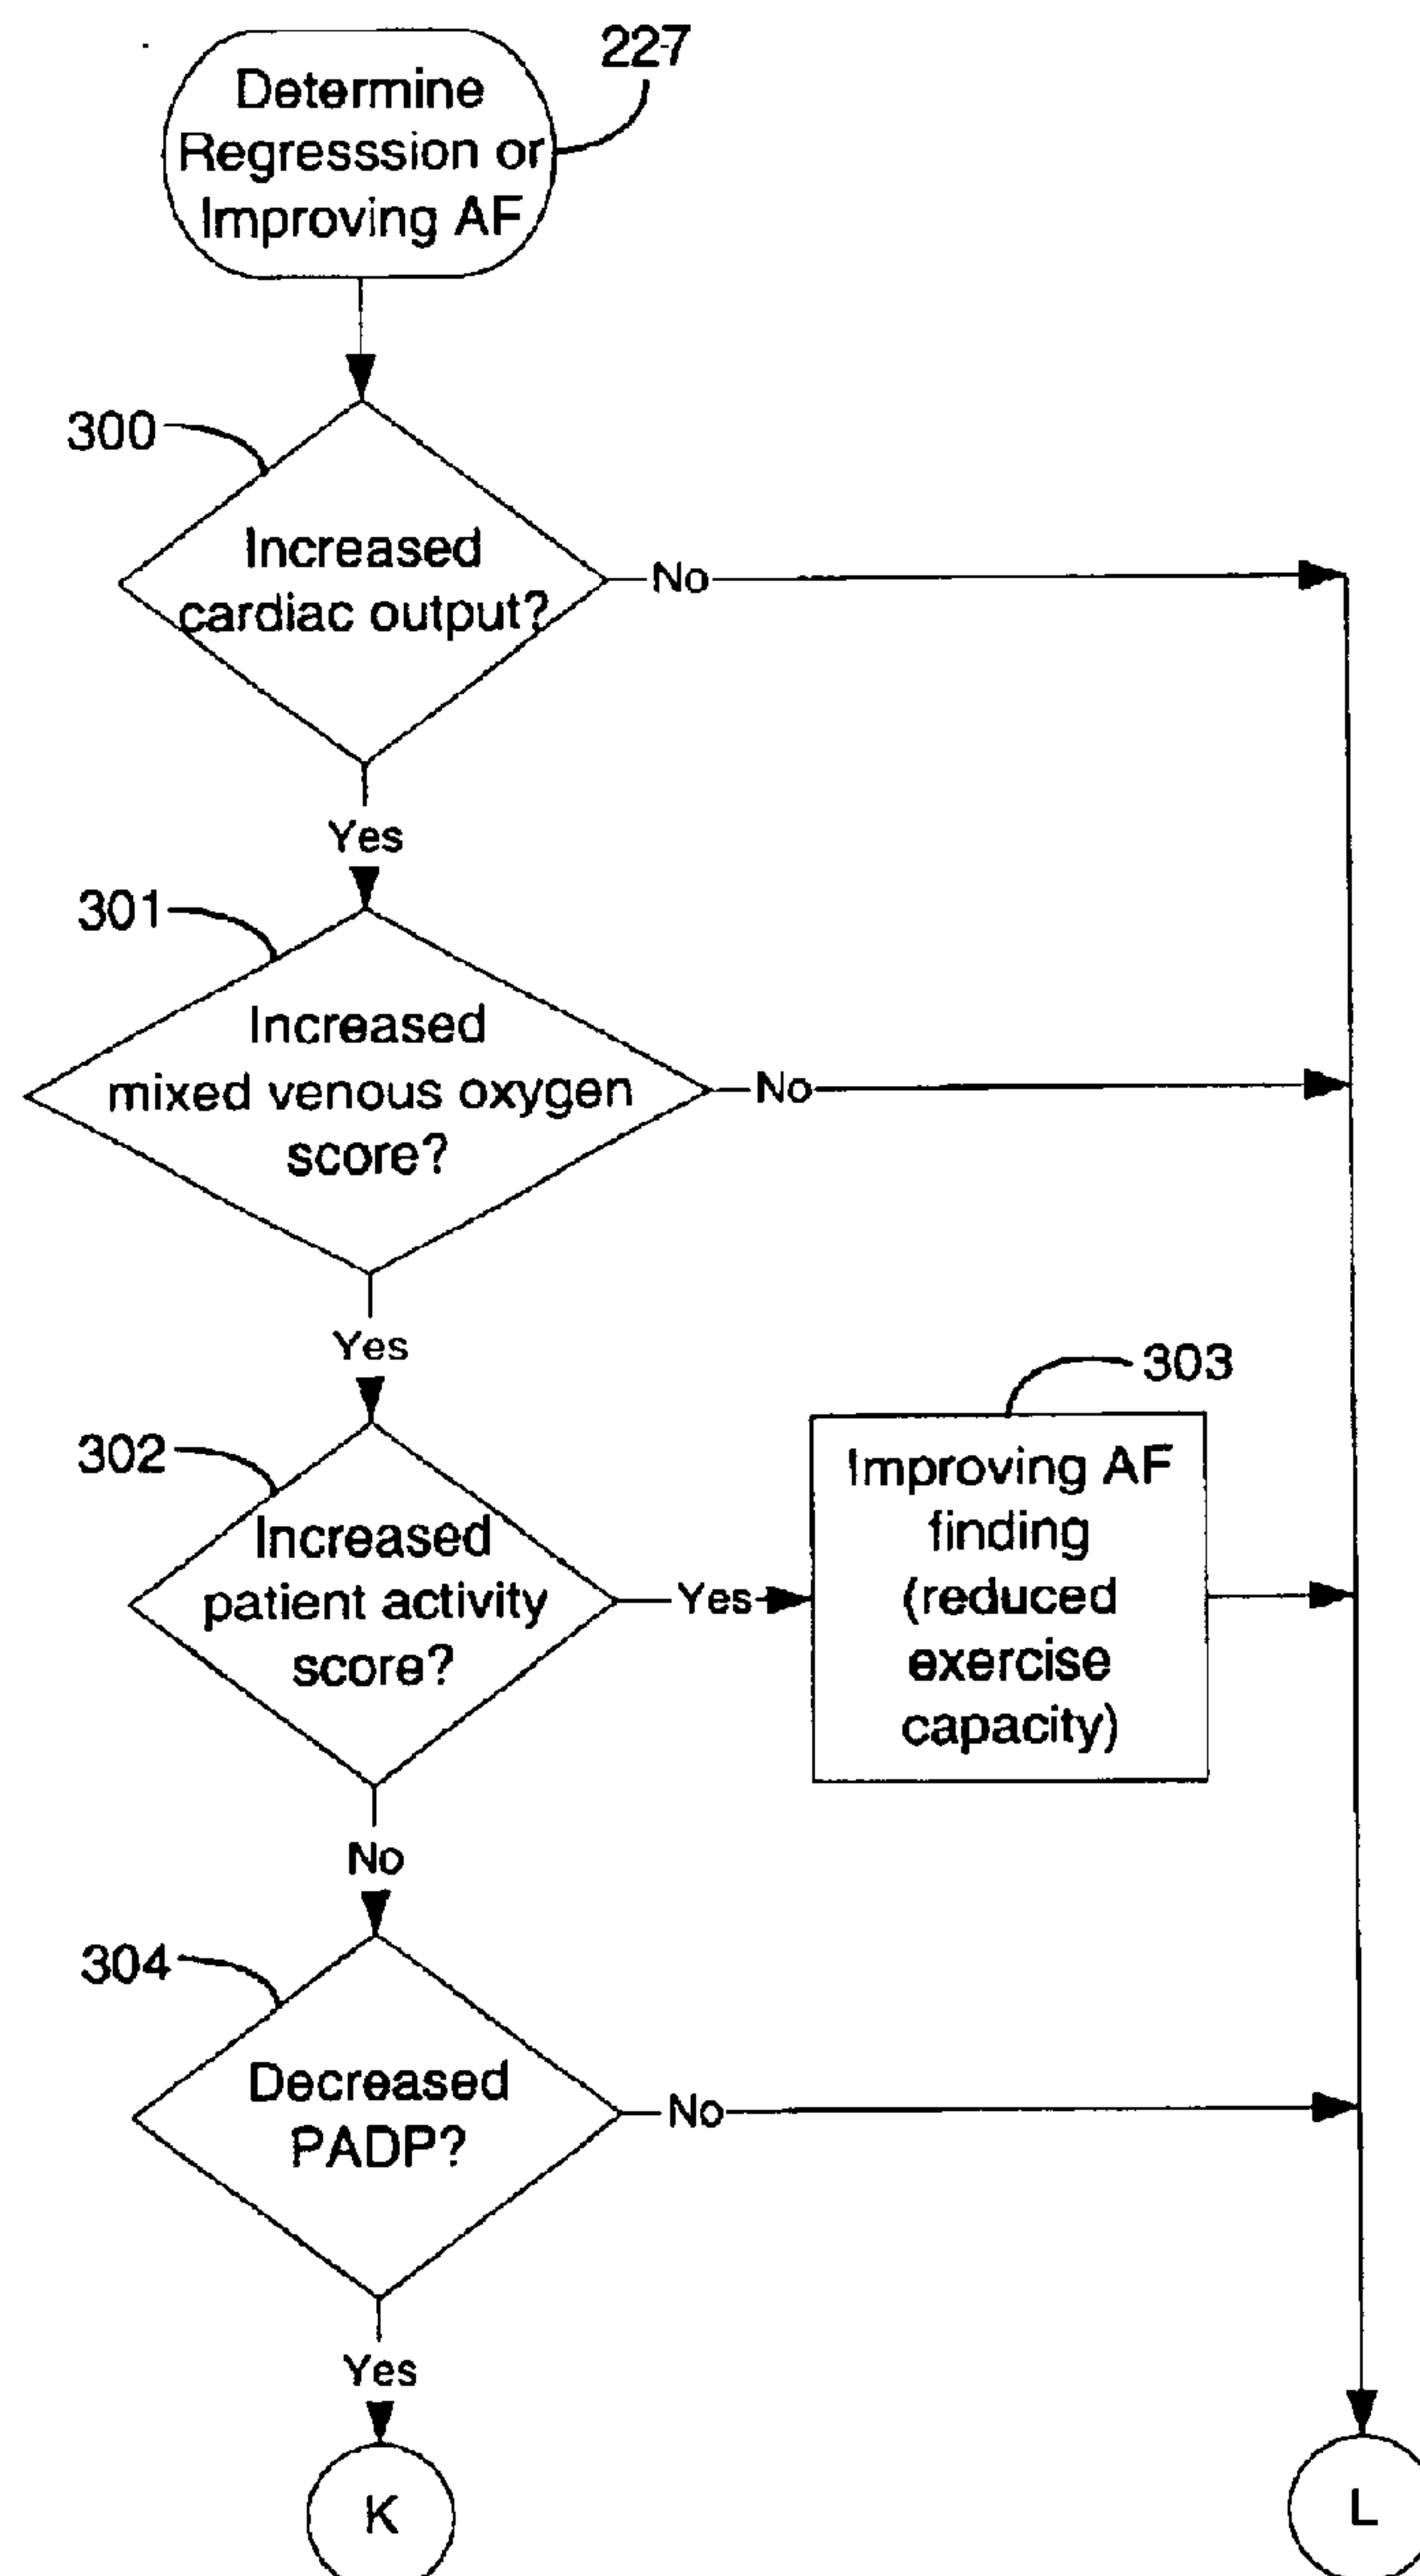 227
Determine
Regresssion or
Improving AF
300
Increased
cardiac output?
No
Yes
301
Increased
mixed venous oxygen
score?
No
Yes
303
302
Increased
patient activity
score?
Yes
Improving AF
finding
(reduced
exercise
capacity)
No
304
Decreased
PADP?
No
Yes
K
L